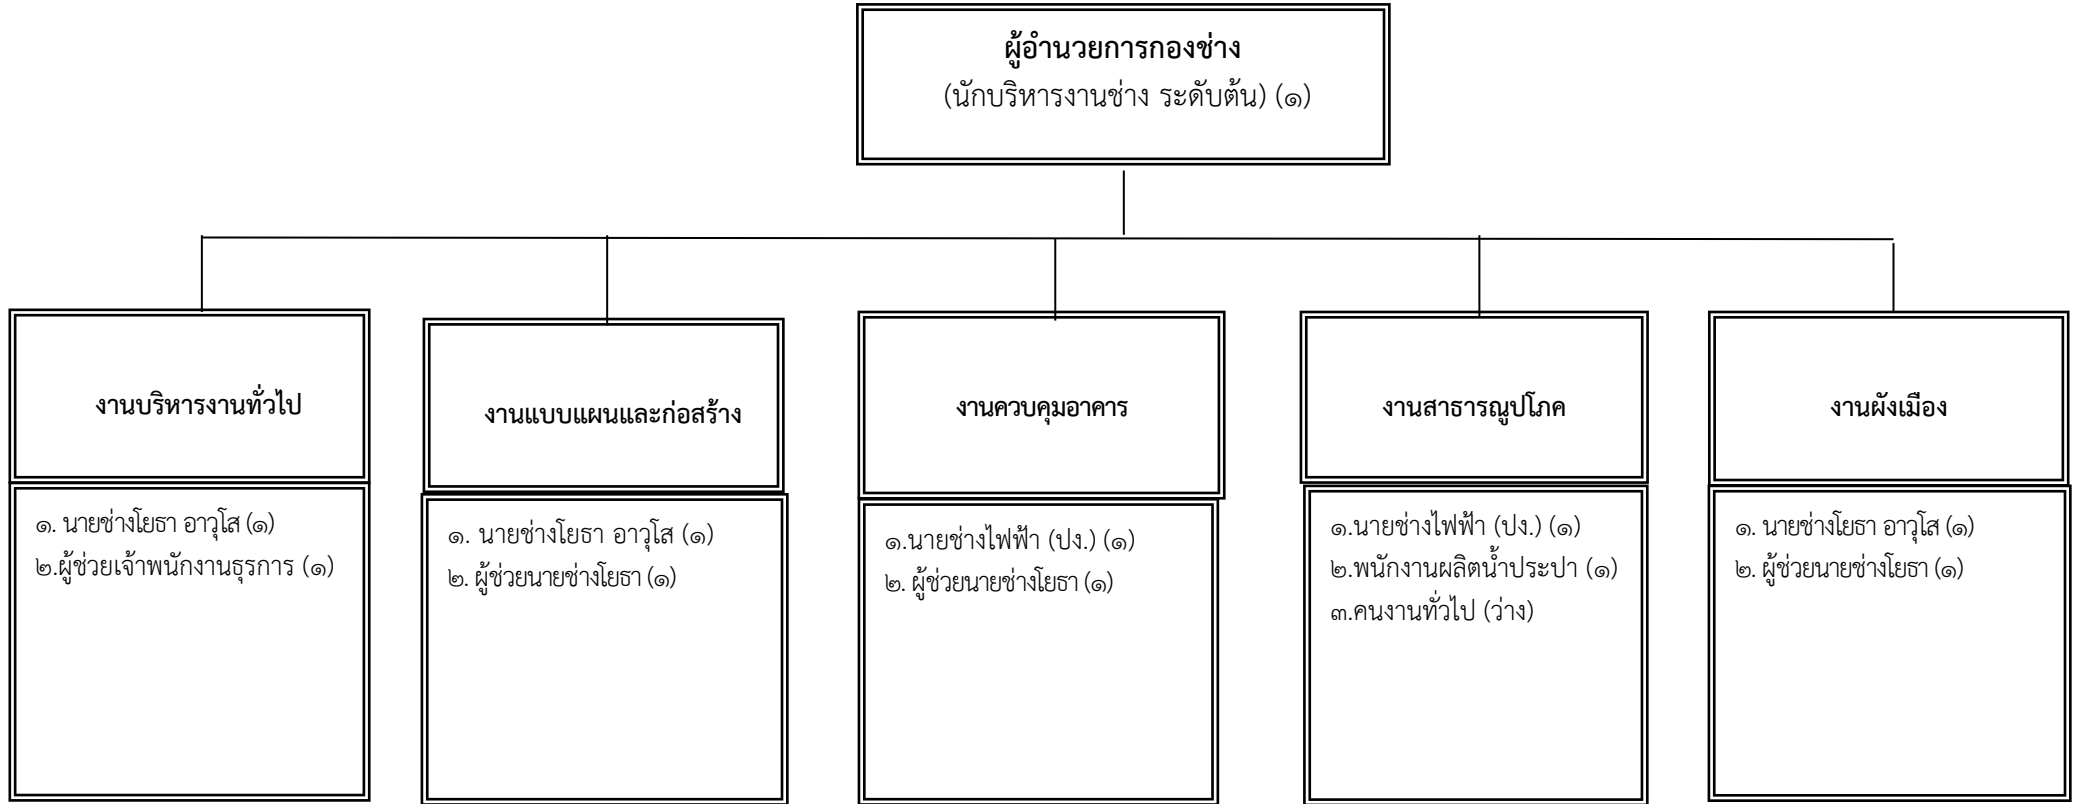 ผู้อำนวยการกองช่าง
(นักบริหารงานช่าง ระดับต้น) (๑)
งานบริหารงานทั่วไป
๑. นายช่างโยธา อาวุโส (๑)
๒.ผู้ช่วยเจ้าพนักงานธุรการ (๑)
งานแบบแผนและก่อสร้าง
๑. นายช่างโยธา อาวุโส (๑)
๒. ผู้ช่วยนายช่างโยธา (๑)
งานควบคุมอาคาร
๑.นายช่างไฟฟ้า (ปง.) (๑)
๒. ผู้ช่วยนายช่างโยธา (๑)
งานสาธารณูปโภค
๑.นายช่างไฟฟ้า (ปง.) (๑)
๒.พนักงานผลิตน้ำประปา (๑)
๓.คนงานทั่วไป (ว่าง)
งานผังเมือง
๑. นายช่างโยธา อาวุโส (๑)
๒. ผู้ช่วยนายช่างโยธา (๑)